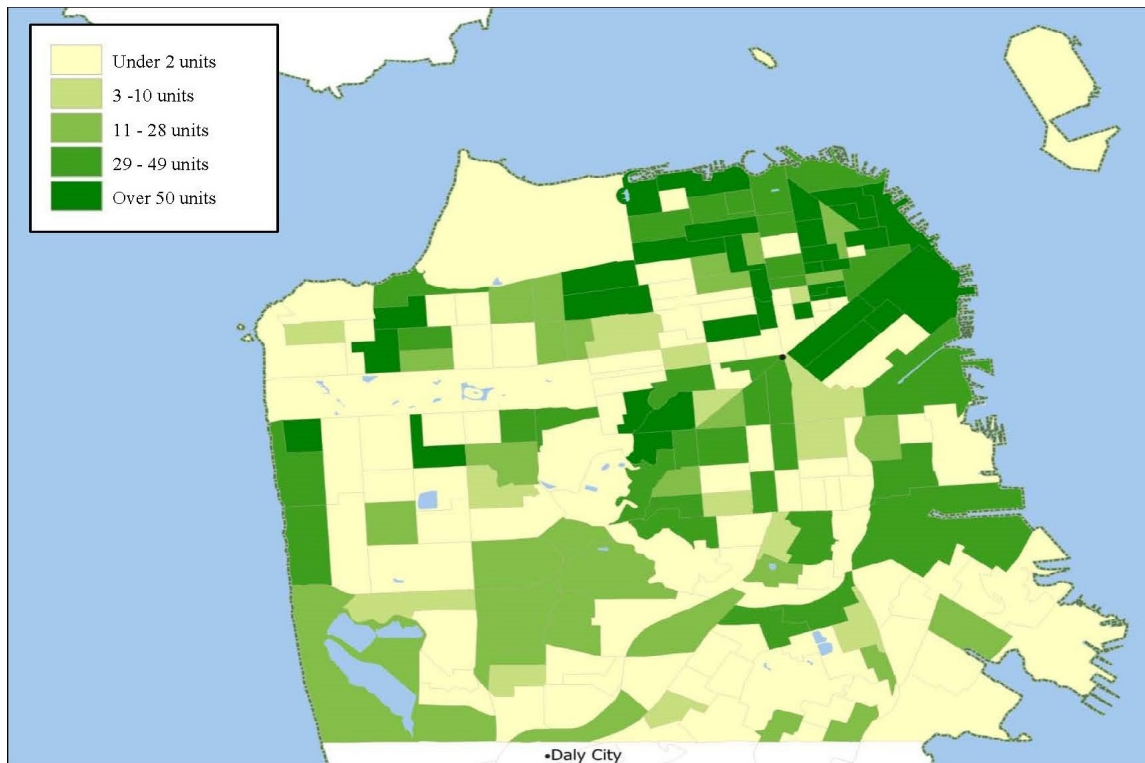 Under 2 units
3 -10 units
11 - 28 units
29 - 49 units
Over 50 units
Daly City